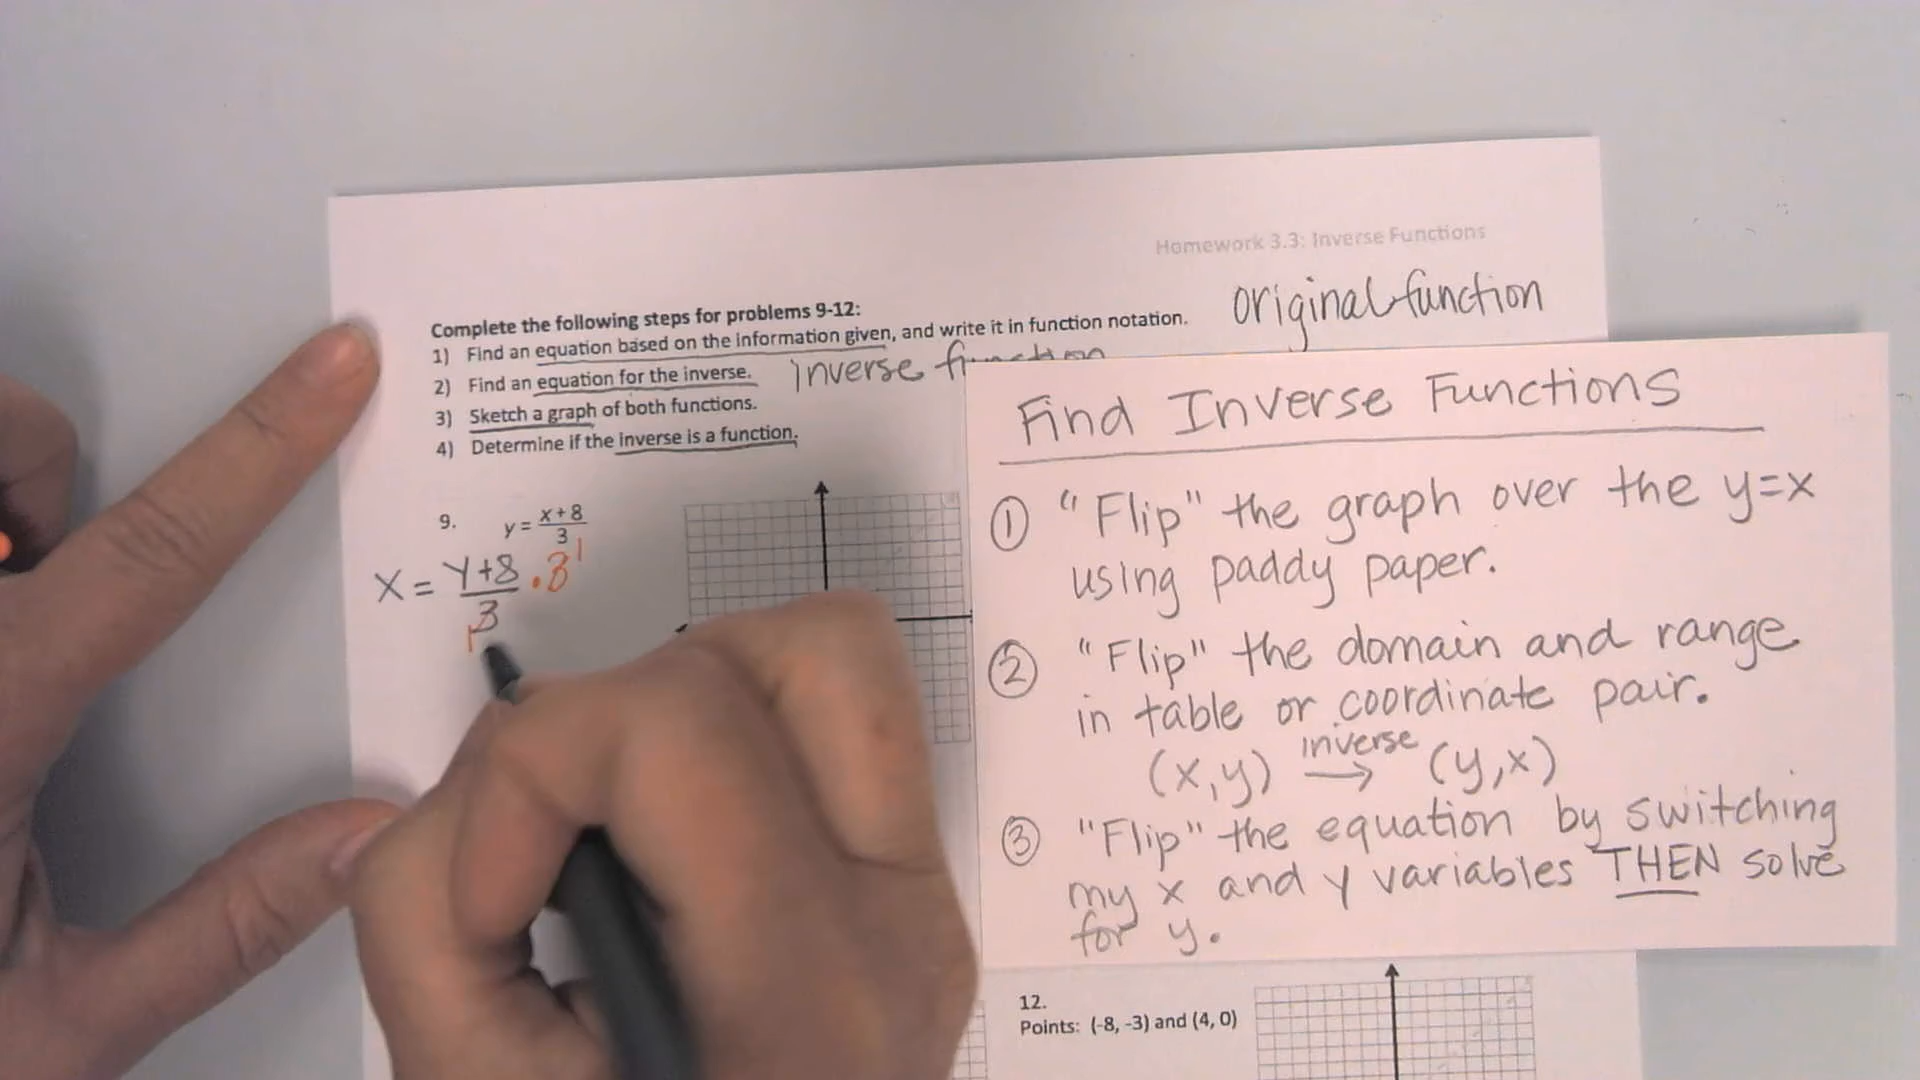 Homework 3.3: Inverse Functions
original function
Complete the following steps for problems 9-12:
1) Find an equation based on the information given, and write it in function notation.
2) Find an equation for the inverse. inverse function
3) Sketch a graph of both functions.
4) Determine if the inverse is a function.
9. y = x+8 / 3
x = y+8 / 3 · 3 1
1
Find Inverse Functions
① "Flip" the graph over the y=x
using paddy paper.
② "Flip" the domain and range
in table or coordinate pair.
(x,y) inverse → (y,x)
③ "Flip" the equation by switching
my x and y variables THEN solve
for y.
12.
Points: (-8, -3) and (4, 0)